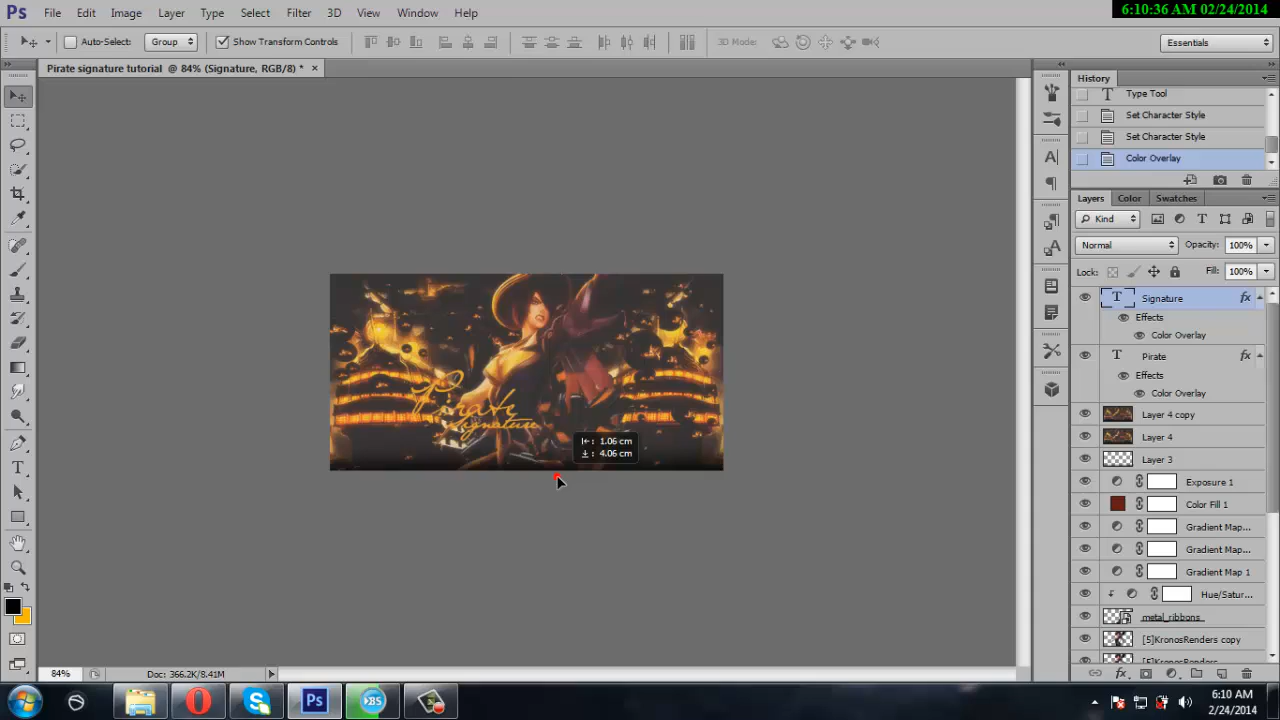 6:10:36 AM 02/24/2014
Ps File Edit Image Layer Type Select Filter 3D View Window Help
Auto-Select: Group Show Transform Controls 3D Mode: Essentials
Pirate signature tutorial @ 84% (Signature, RGB/8) * ×
History
Type Tool
Set Character Style
Set Character Style
Color Overlay
Layers Color Swatches
Kind
Normal Opacity: 100%
Lock: Fill: 100%
Signature fx
Effects
Color Overlay
Pirate fx
Effects
Color Overlay
Layer 4 copy
Layer 4
Layer 3
Exposure 1
Color Fill 1
Gradient Map...
Gradient Map...
Gradient Map 1
Hue/Satur...
metal_ribbons
[5]KronosRenders copy
[5]KronosRenders
Pirate
Signature
1.06 cm
4.06 cm
84% Doc: 366.2K/8.41M
Ps
6:10 AM
2/24/2014